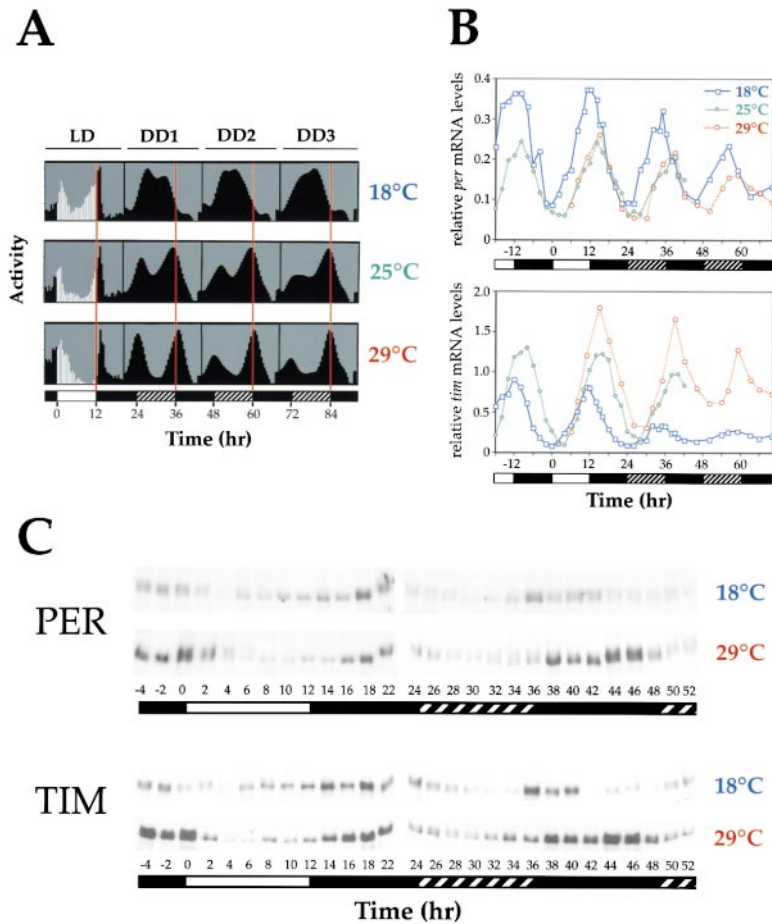 A
LD DD1 DD2 DD3
18°C
25°C
29°C
Activity
0 12 24 36 48 60 72 84
Time (hr)
B
relative per mRNA levels
0.4
0.3
0.2
0.1
0
18°C
25°C
29°C
-12 0 12 24 36 48 60
relative tim mRNA levels
2.0
1.5
1.0
0.5
0
-12 0 12 24 36 48 60
Time (hr)
C
PER
18°C
29°C
-4 -2 0 2 4 6 8 10 12 14 16 18 22 24 26 28 30 32 34 36 38 40 42 44 46 48 50 52
TIM
18°C
29°C
-4 -2 0 2 4 6 8 10 12 14 16 18 22 24 26 28 30 32 34 36 38 40 42 44 46 48 50 52
Time (hr)